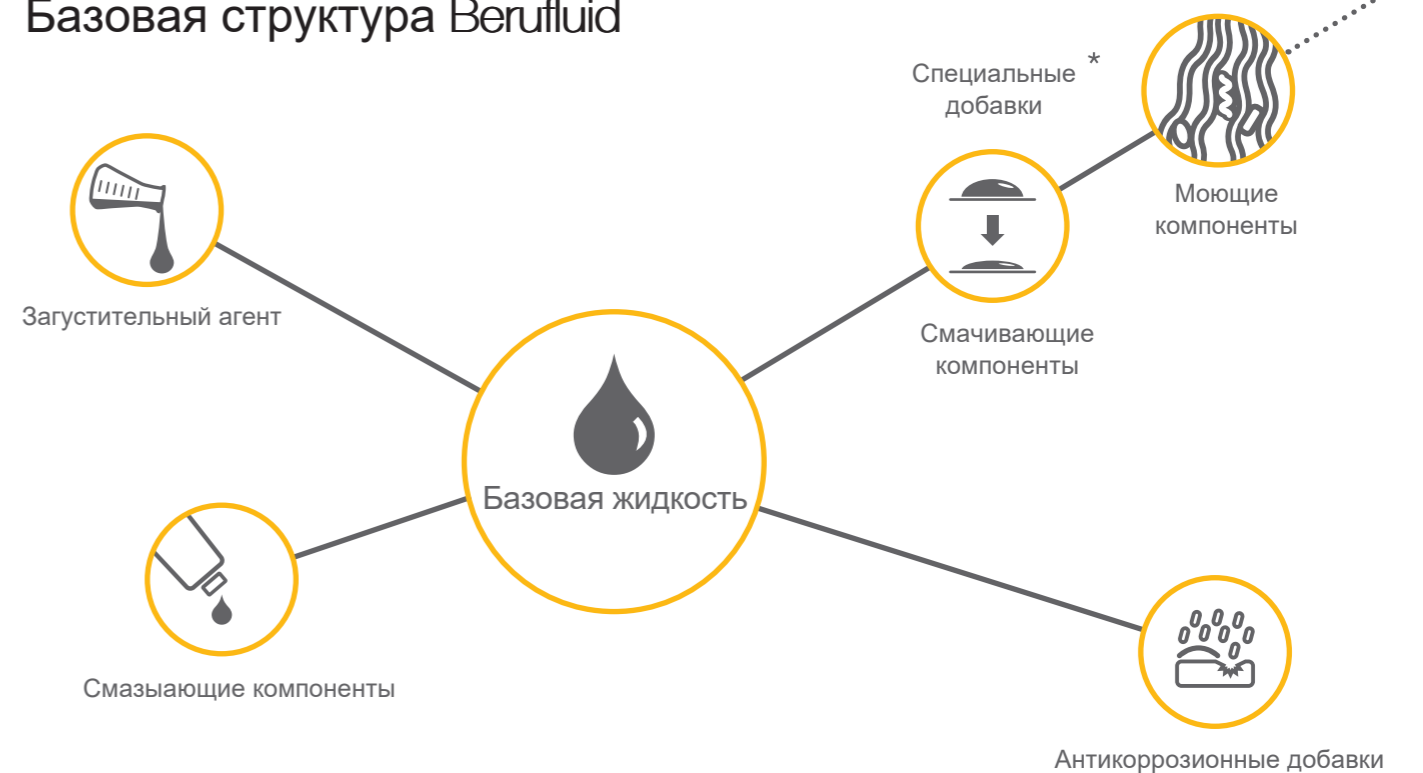 Базовая структура Berufluid
Специальные *
добавки
Моющие
компоненты
Загустительный агент
Смачивающие
компоненты
Базовая жидкость
Смазыающие компоненты
Антикоррозионные добавки